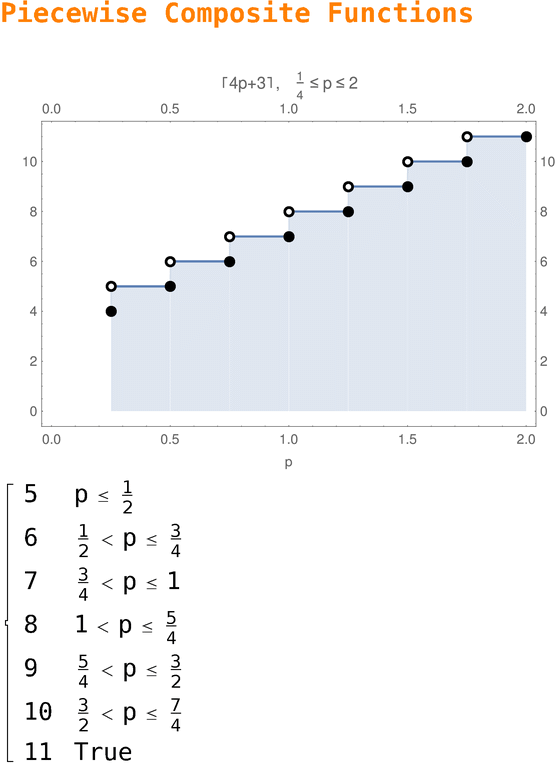 Piecewise Composite Functions
⌈4p+3⌉, 1/4 ≤ p ≤ 2
0.0 0.5 1.0 1.5 2.0
10 10
8 8
6 6
4 4
2 2
0 0
0.0 0.5 1.0 1.5 2.0
p
5 p ≤ 1/2
6 1/2 < p ≤ 3/4
7 3/4 < p ≤ 1
8 1 < p ≤ 5/4
9 5/4 < p ≤ 3/2
10 3/2 < p ≤ 7/4
11 True